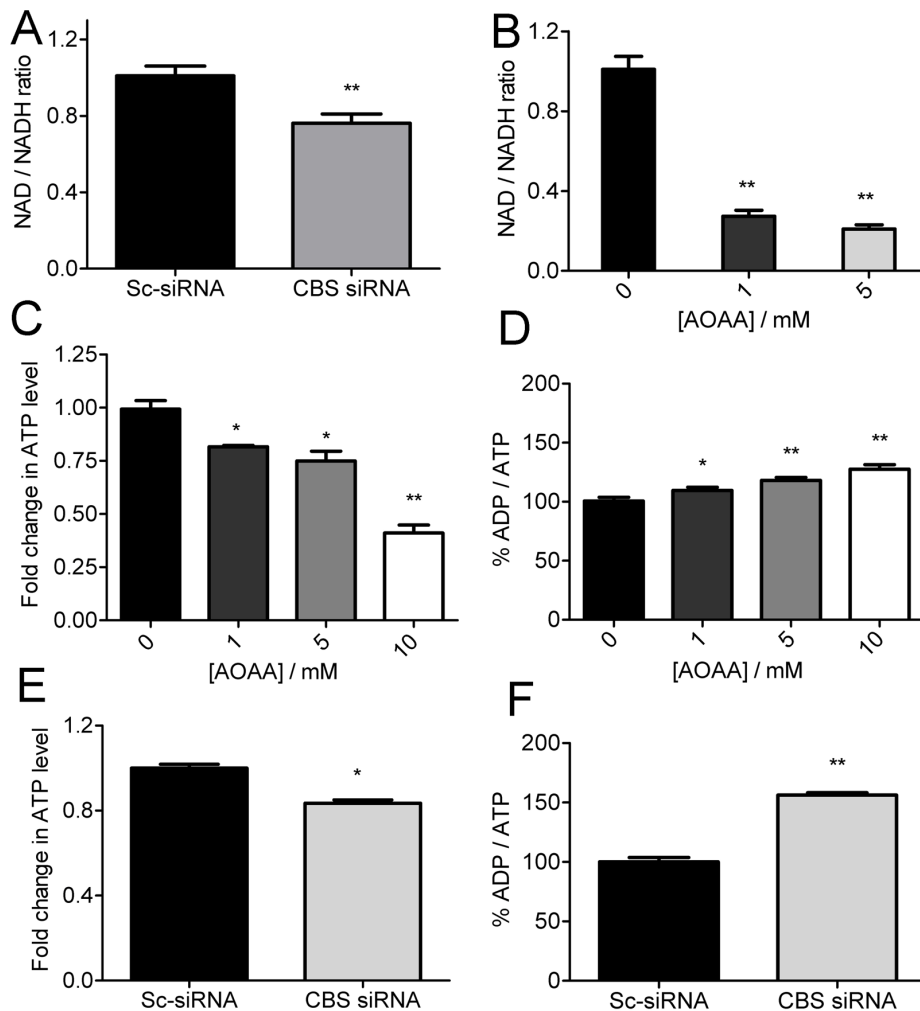 A
NAD / NADH ratio
1.2
0.8
0.4
0.0
**
Sc-siRNA
CBS siRNA
B
NAD / NADH ratio
1.2
0.8
0.4
0.0
**
**
0
1
5
[AOAA] / mM
C
Fold change in ATP level
1.25
1.00
0.75
0.50
0.25
0.00
*
*
**
0
1
5
10
[AOAA] / mM
D
% ADP / ATP
200
150
100
50
0
*
**
**
0
1
5
10
[AOAA] / mM
E
Fold change in ATP level
1.2
0.8
0.4
0.0
*
Sc-siRNA
CBS siRNA
F
% ADP / ATP
200
150
100
50
0
**
Sc-siRNA
CBS siRNA